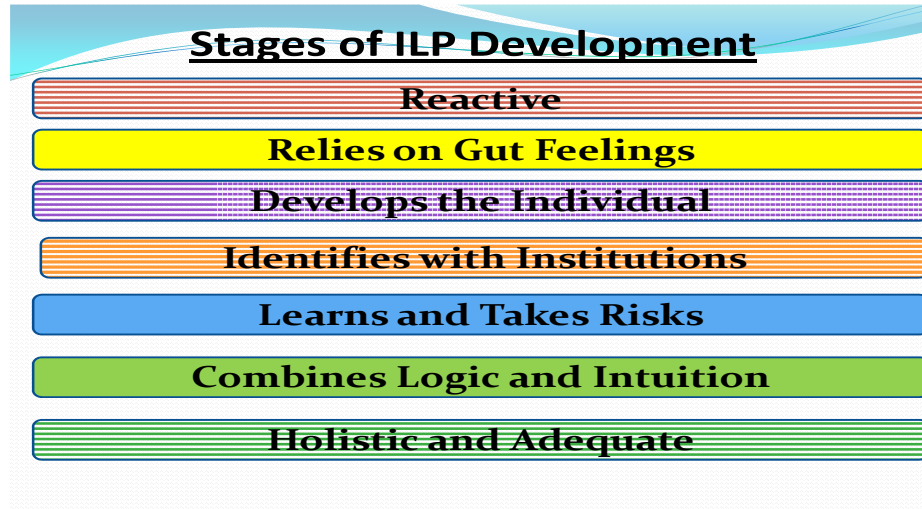 Stages of ILP Development
Reactive
Relies on Gut Feelings
Develops the Individual
Identifies with Institutions
Learns and Takes Risks
Combines Logic and Intuition
Holistic and Adequate